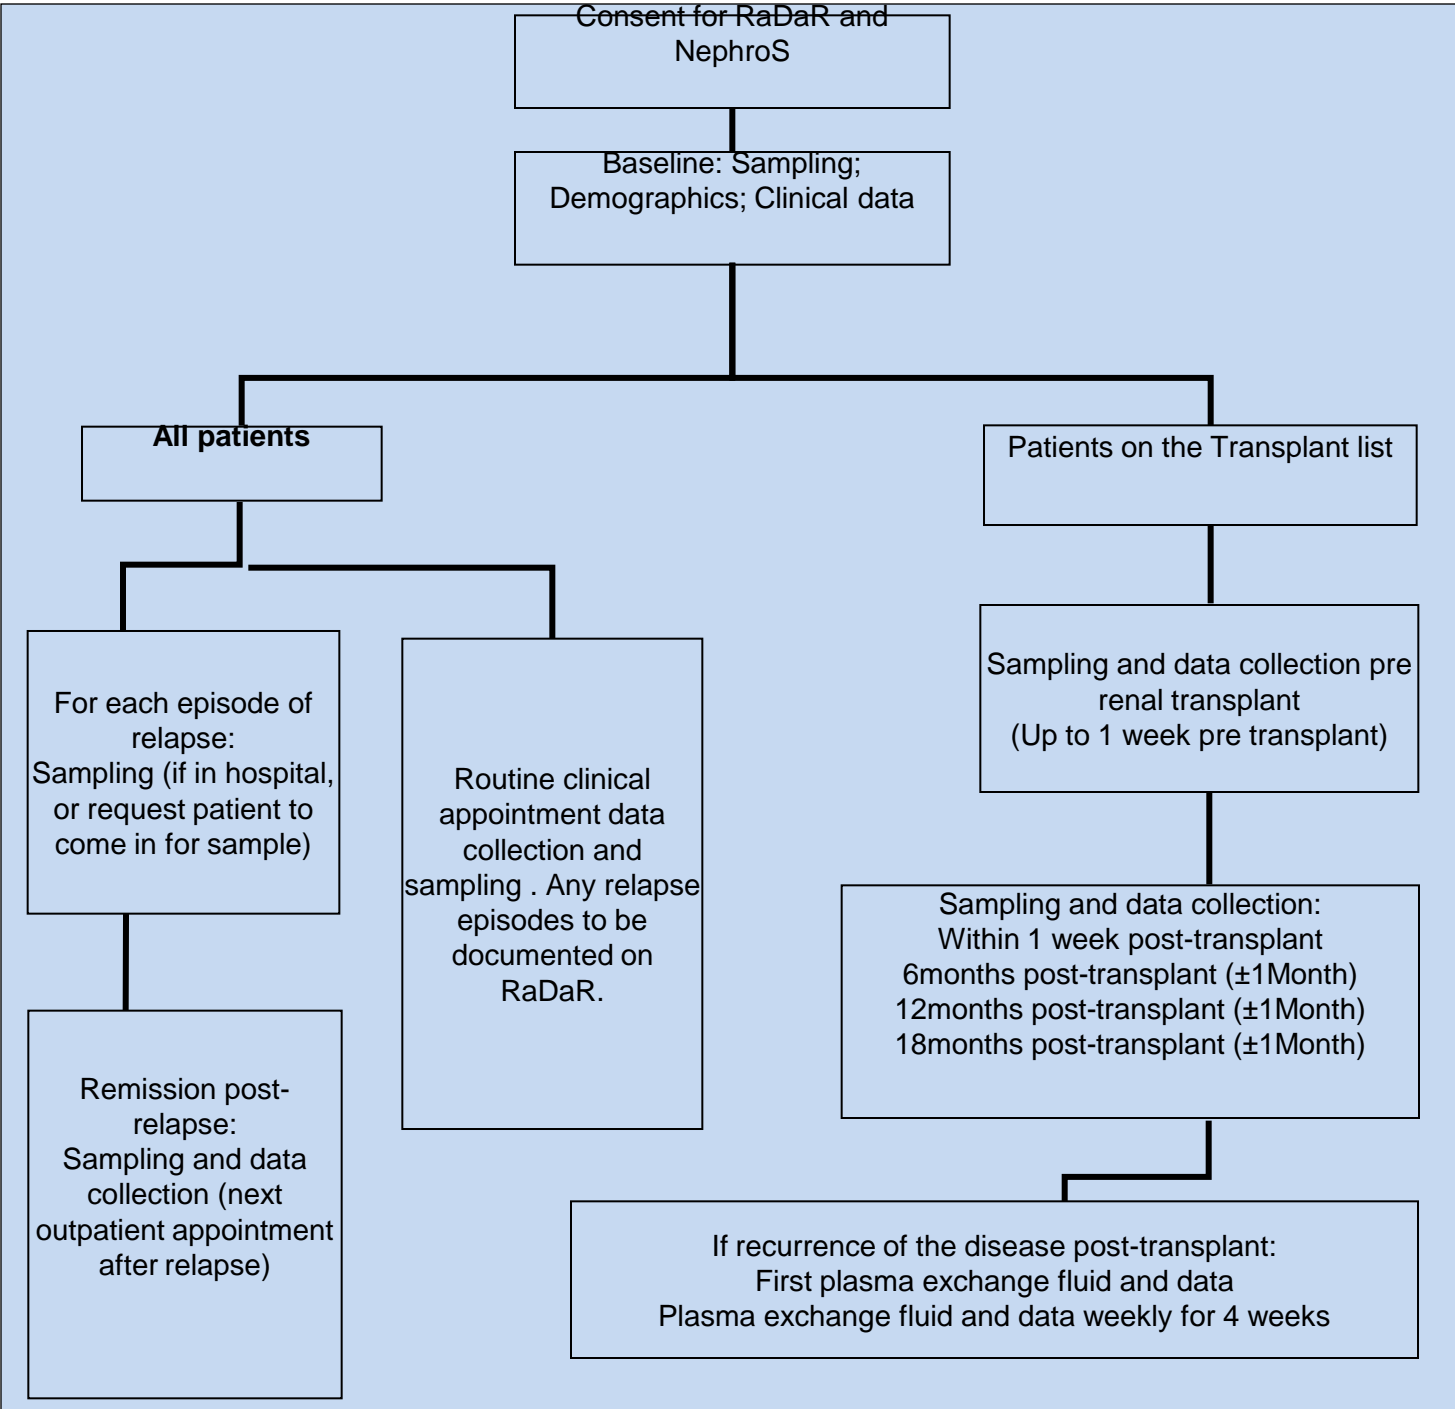 Consent for RaDaR and
NephroS
Baseline: Sampling;
Demographics; Clinical data
All patients
Patients on the Transplant list
For each episode of
relapse:
Sampling (if in hospital,
or request patient to
come in for sample)
Routine clinical
appointment data
collection and
sampling . Any relapse
episodes to be
documented on
RaDaR.
Remission post-
relapse:
Sampling and data
collection (next
outpatient appointment
after relapse)
Sampling and data collection pre
renal transplant
(Up to 1 week pre transplant)
Sampling and data collection:
Within 1 week post-transplant
6months post-transplant (±1Month)
12months post-transplant (±1Month)
18months post-transplant (±1Month)
If recurrence of the disease post-transplant:
First plasma exchange fluid and data
Plasma exchange fluid and data weekly for 4 weeks